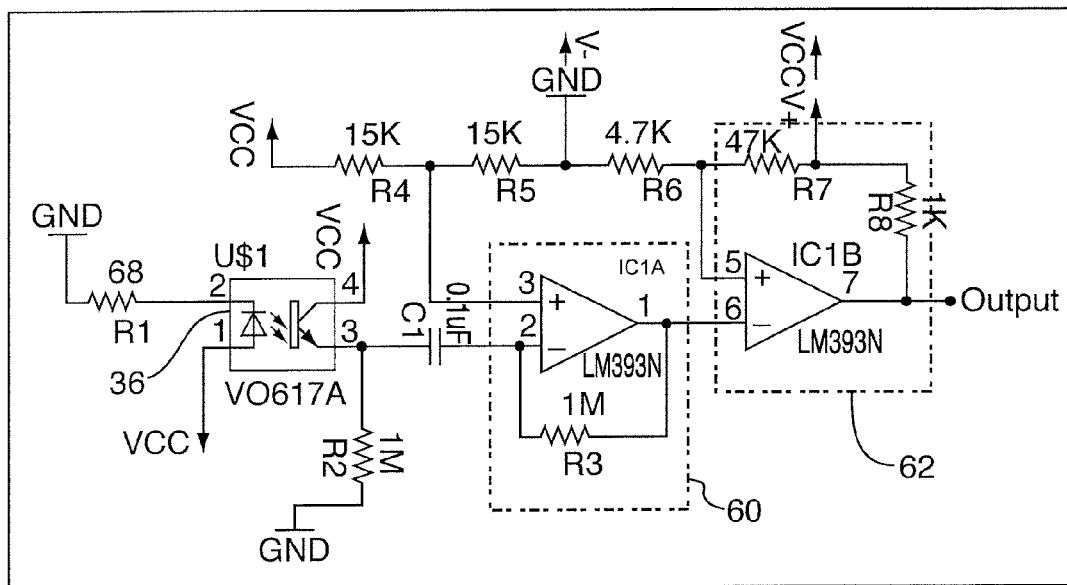 V-
GND
VCC
V+
VCC
15K
R4
15K
R5
4.7K
R6
47K
R7
1K
R8
GND
68
R1
U$1
2
1
4
3
VCC
36
VO617A
VCC
1M
R2
GND
0.1uF
C1
IC1A
3
+
2
−
1
LM393N
1M
R3
60
IC1B
5
+
6
−
7
LM393N
Output
62